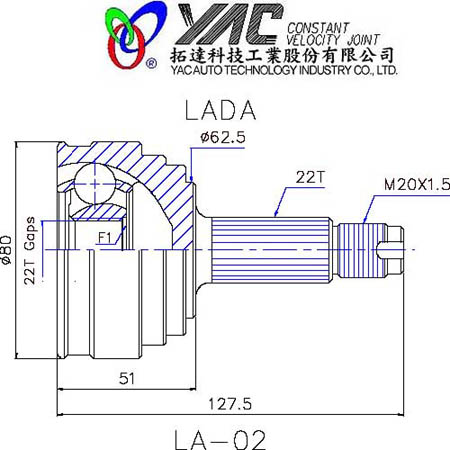 YAC CONSTANT
VELOCITY JOINT
®
拓達科技工業股份有限公司
YAC AUTO TECHNOLOGY INDUSTRY CO., LTD.
LADA
ø62.5
22T
M20X1.5
ø80
22T Gaps
F1
51
127.5
LA-02